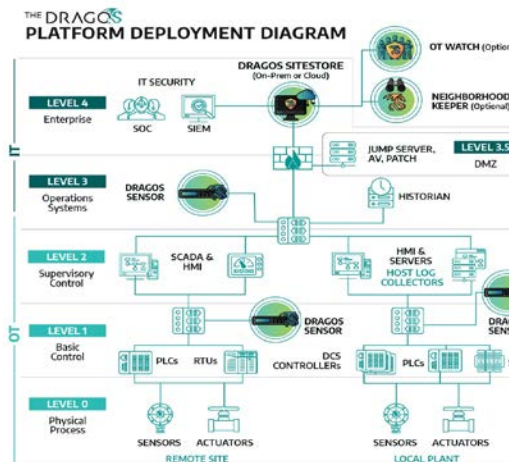 THE DRAGOS
PLATFORM DEPLOYMENT DIAGRAM
OT WATCH (Optio
DRAGOS SITESTORE
(On-Prem or Cloud)
IT SECURITY
LEVEL 4
Enterprise
SOC
SIEM
NEIGHBORHOOD
KEEPER (Optional)
IT
JUMP SERVER,
AV, PATCH
LEVEL 3.5
DMZ
LEVEL 3
Operations
Systems
DRAGOS
SENSOR
HISTORIAN
LEVEL 2
Supervisory
Control
SCADA &
HMI
HMI &
SERVERS
HOST LOG
COLLECTORS
OT
LEVEL 1
Basic
Control
DRAGOS
SENSOR
DRAG
SENS
PLCs
RTUs
DCS
CONTROLLERs
PLCs
LEVEL 0
Physical
Process
SENSORS
ACTUATORS
SENSORS
ACTUATORS
REMOTE SITE
LOCAL PLANT